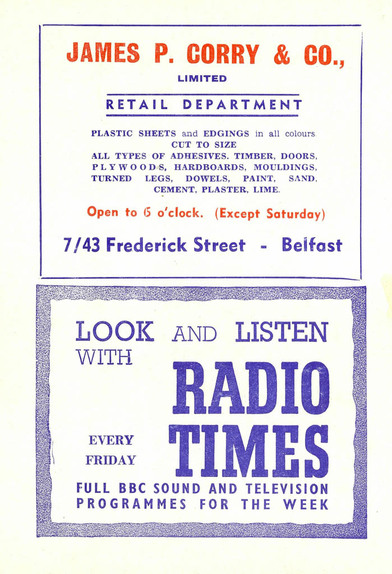 JAMES P. CORRY & CO.,
LIMITED
RETAIL DEPARTMENT
PLASTIC SHEETS and EDGINGS in all colours
CUT TO SIZE
ALL TYPES OF ADHESIVES, TIMBER, DOORS,
PLYWOODS, HARDBOARDS, MOULDINGS,
TURNED LEGS, DOWELS, PAINT, SAND,
CEMENT, PLASTER, LIME.
Open to 6 o'clock. (Except Saturday)
7/43 Frederick Street - Belfast
LOOK AND LISTEN
WITH
RADIO
TIMES
EVERY
FRIDAY
FULL BBC SOUND AND TELEVISION
PROGRAMMES FOR THE WEEK